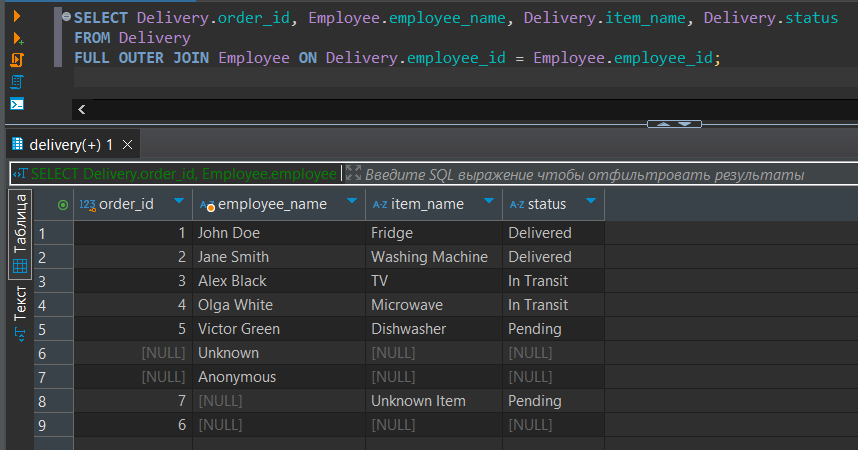 SELECT Delivery.order_id, Employee.employee_name, Delivery.item_name, Delivery.status
FROM Delivery
FULL OUTER JOIN Employee ON Delivery.employee_id = Employee.employee_id;
delivery(+) 1
SELECT Delivery.order_id, Employee.employee Введите SQL выражение чтобы отфильтровать результаты
Таблица
Текст
123 order_id A-Z employee_name A-Z item_name A-Z status
1 1 John Doe Fridge Delivered
2 2 Jane Smith Washing Machine Delivered
3 3 Alex Black TV In Transit
4 4 Olga White Microwave In Transit
5 5 Victor Green Dishwasher Pending
6 [NULL] Unknown [NULL] [NULL]
7 [NULL] Anonymous [NULL] [NULL]
8 7 [NULL] Unknown Item Pending
9 6 [NULL] [NULL] [NULL]